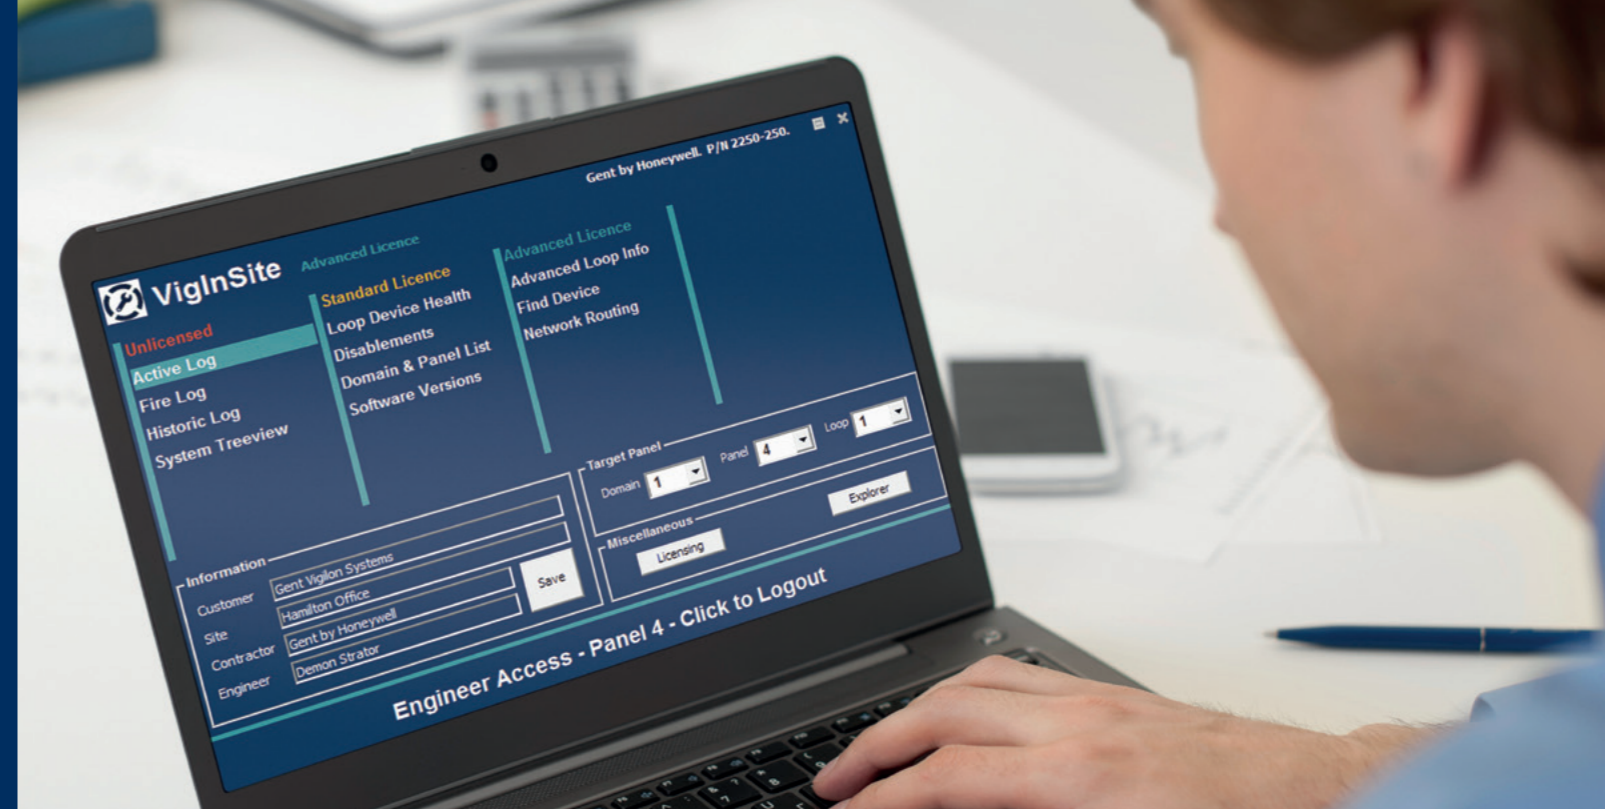 Gent by Honeywell. P/N 2250-250.
VigInSite
Advanced Licence
Unlicensed
Active Log
Fire Log
Historic Log
System Treeview
Standard Licence
Loop Device Health
Disablements
Domain & Panel List
Software Versions
Advanced Licence
Advanced Loop Info
Find Device
Network Routing
Target Panel
Domain 1 Panel 4 Loop 1
Miscellaneous
Licensing Explorer
Information
Customer Gent Vigilon Systems
Site Hamilton Office
Contractor Gent by Honeywell
Engineer Demon Strator
Save
Engineer Access - Panel 4 - Click to Logout